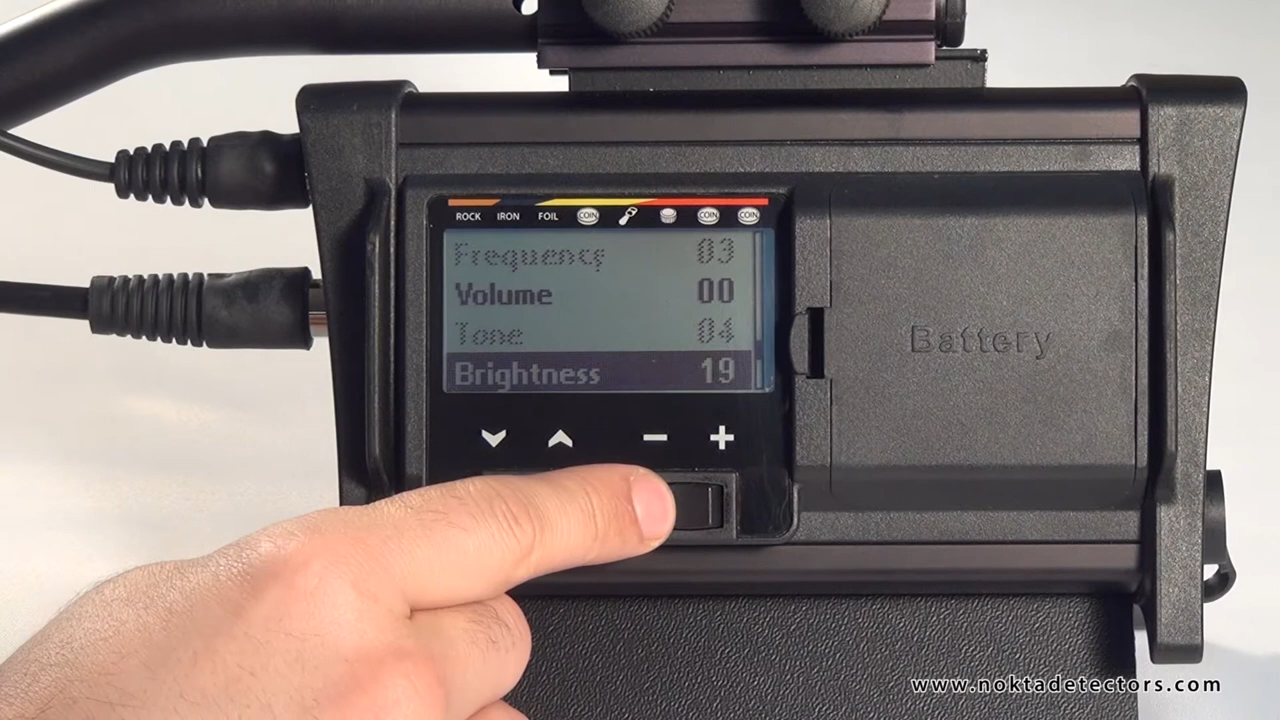 ROCK IRON FOIL COIN COIN COIN
Frequency 03
Volume 00
Tone 04
Brightness 19
Battery
www.noktadetectors.com